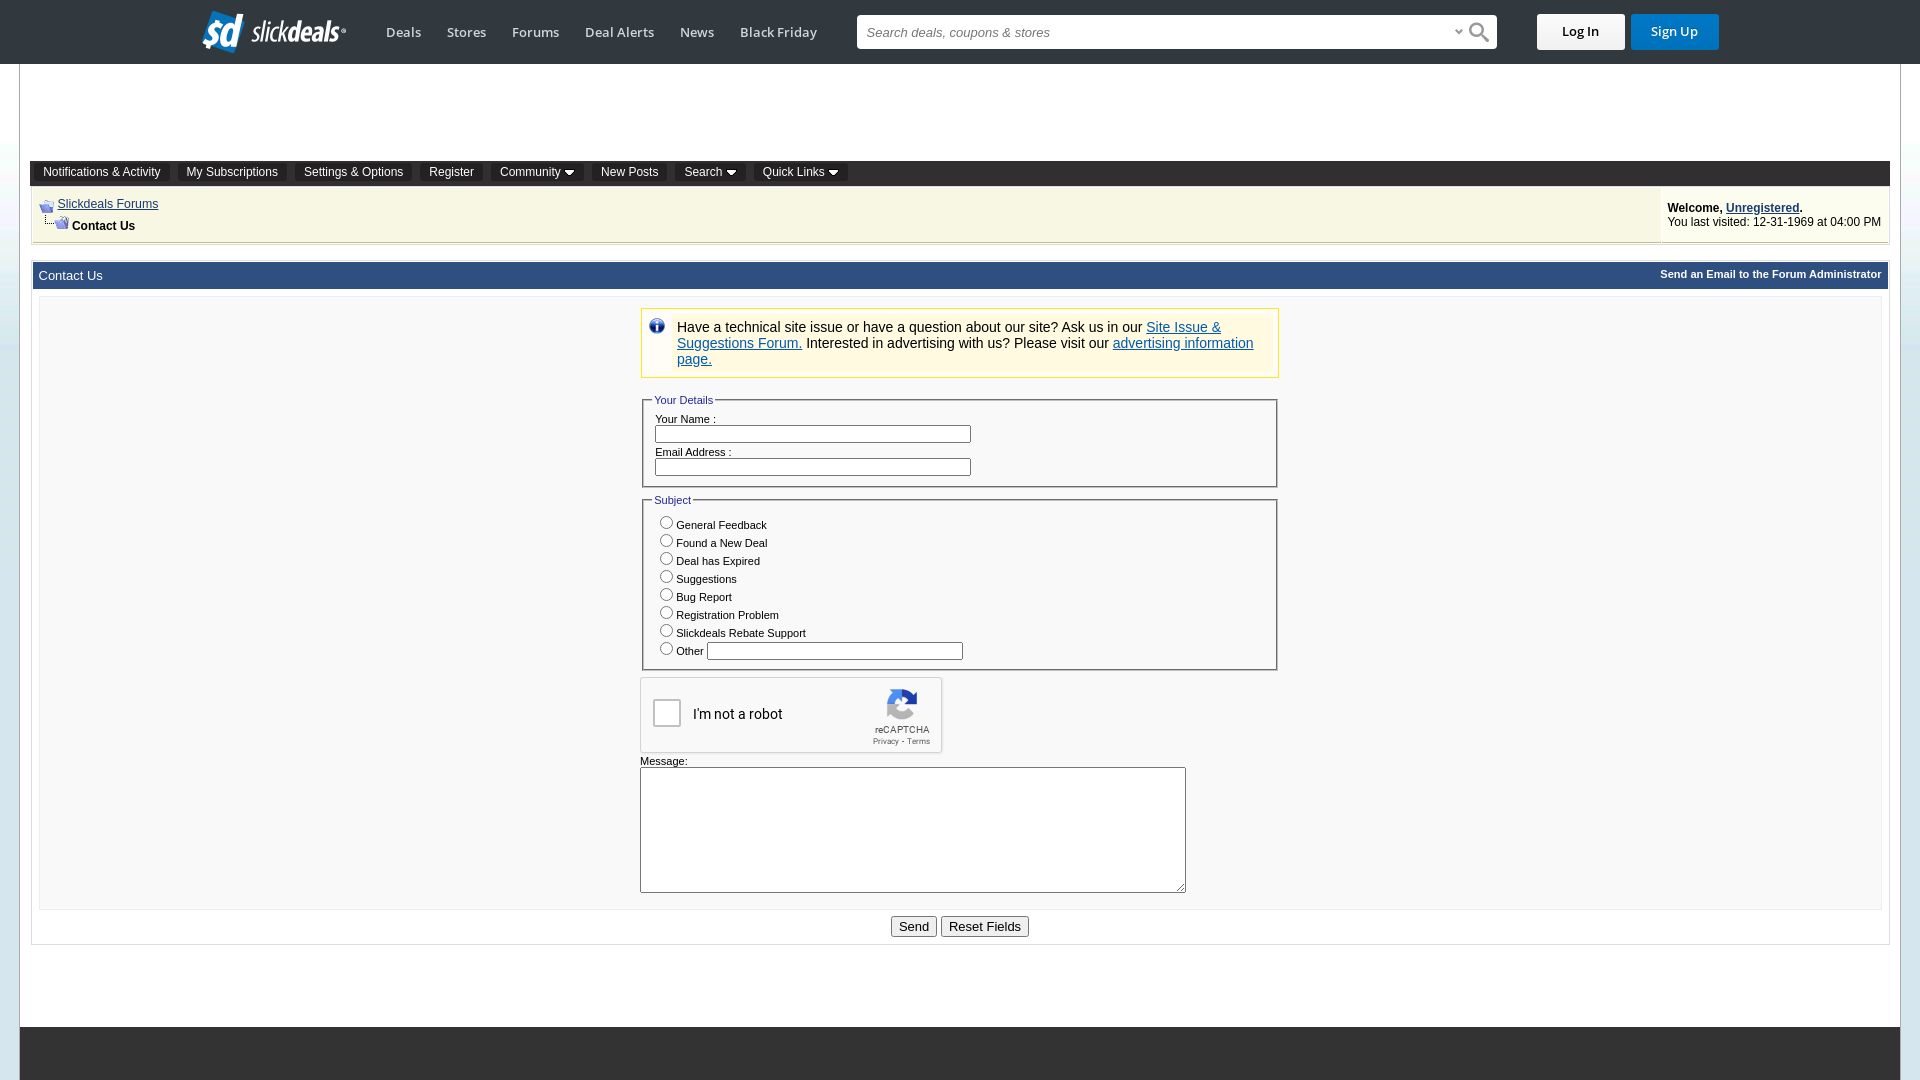 sd slickdeals®
Deals Stores Forums Deal Alerts News Black Friday
Search deals, coupons & stores
Log In Sign Up
Notifications & Activity My Subscriptions Settings & Options Register Community New Posts Search Quick Links
Slickdeals Forums
Contact Us
Welcome, Unregistered.
You last visited: 12-31-1969 at 04:00 PM
Contact Us
Send an Email to the Forum Administrator
Have a technical site issue or have a question about our site? Ask us in our Site Issue &
Suggestions Forum. Interested in advertising with us? Please visit our advertising information
page.
Your Details
Your Name :
Email Address :
Subject
General Feedback
Found a New Deal
Deal has Expired
Suggestions
Bug Report
Registration Problem
Slickdeals Rebate Support
Other
I'm not a robot
reCAPTCHA
Privacy - Terms
Message:
Send Reset Fields